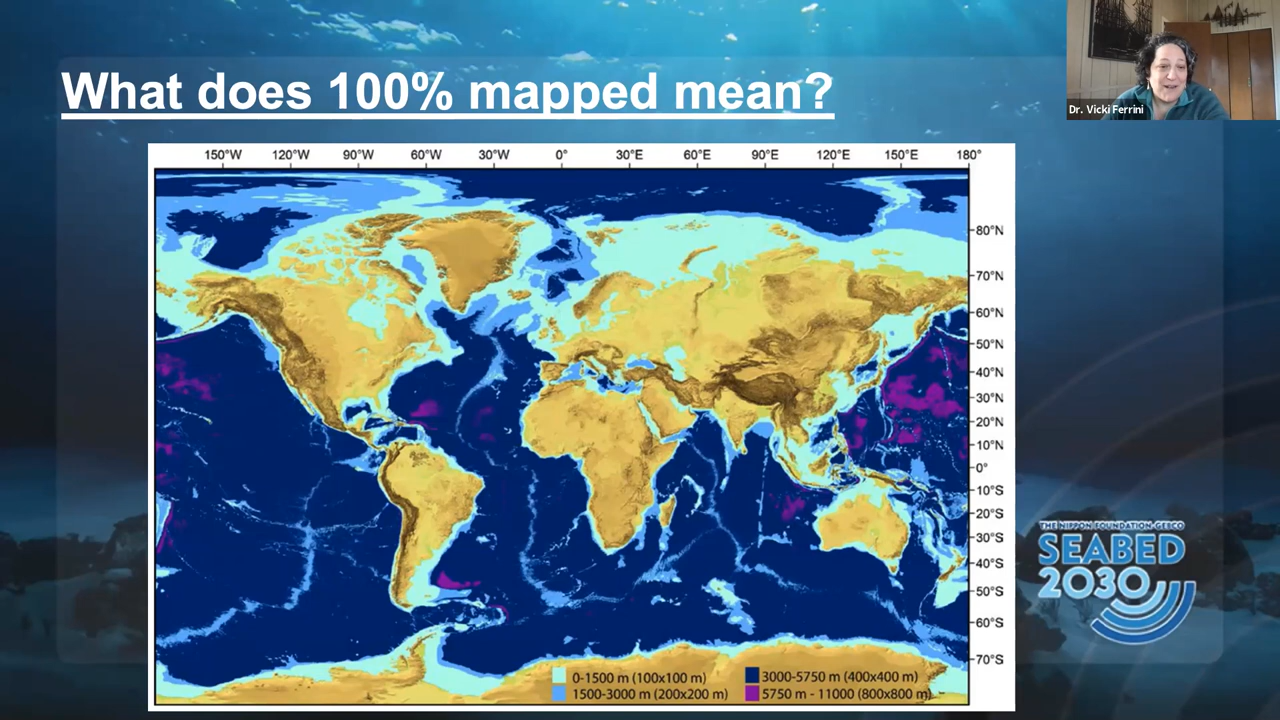 What does 100% mapped mean?
Dr. Vicki Ferrini
150°W 120°W 90°W 60°W 30°W 0° 30°E 60°E 90°E 120°E 150°E 180°
80°N
70°N
60°N
50°N
40°N
30°N
20°N
10°N
0°
10°S
20°S
30°S
40°S
50°S
60°S
70°S
THE NIPPON FOUNDATION-GEBCO
SEABED
2030
0-1500 m (100x100 m) 3000-5750 m (400x400 m)
1500-3000 m (200x200 m) 5750 m - 11000 (800x800 m)